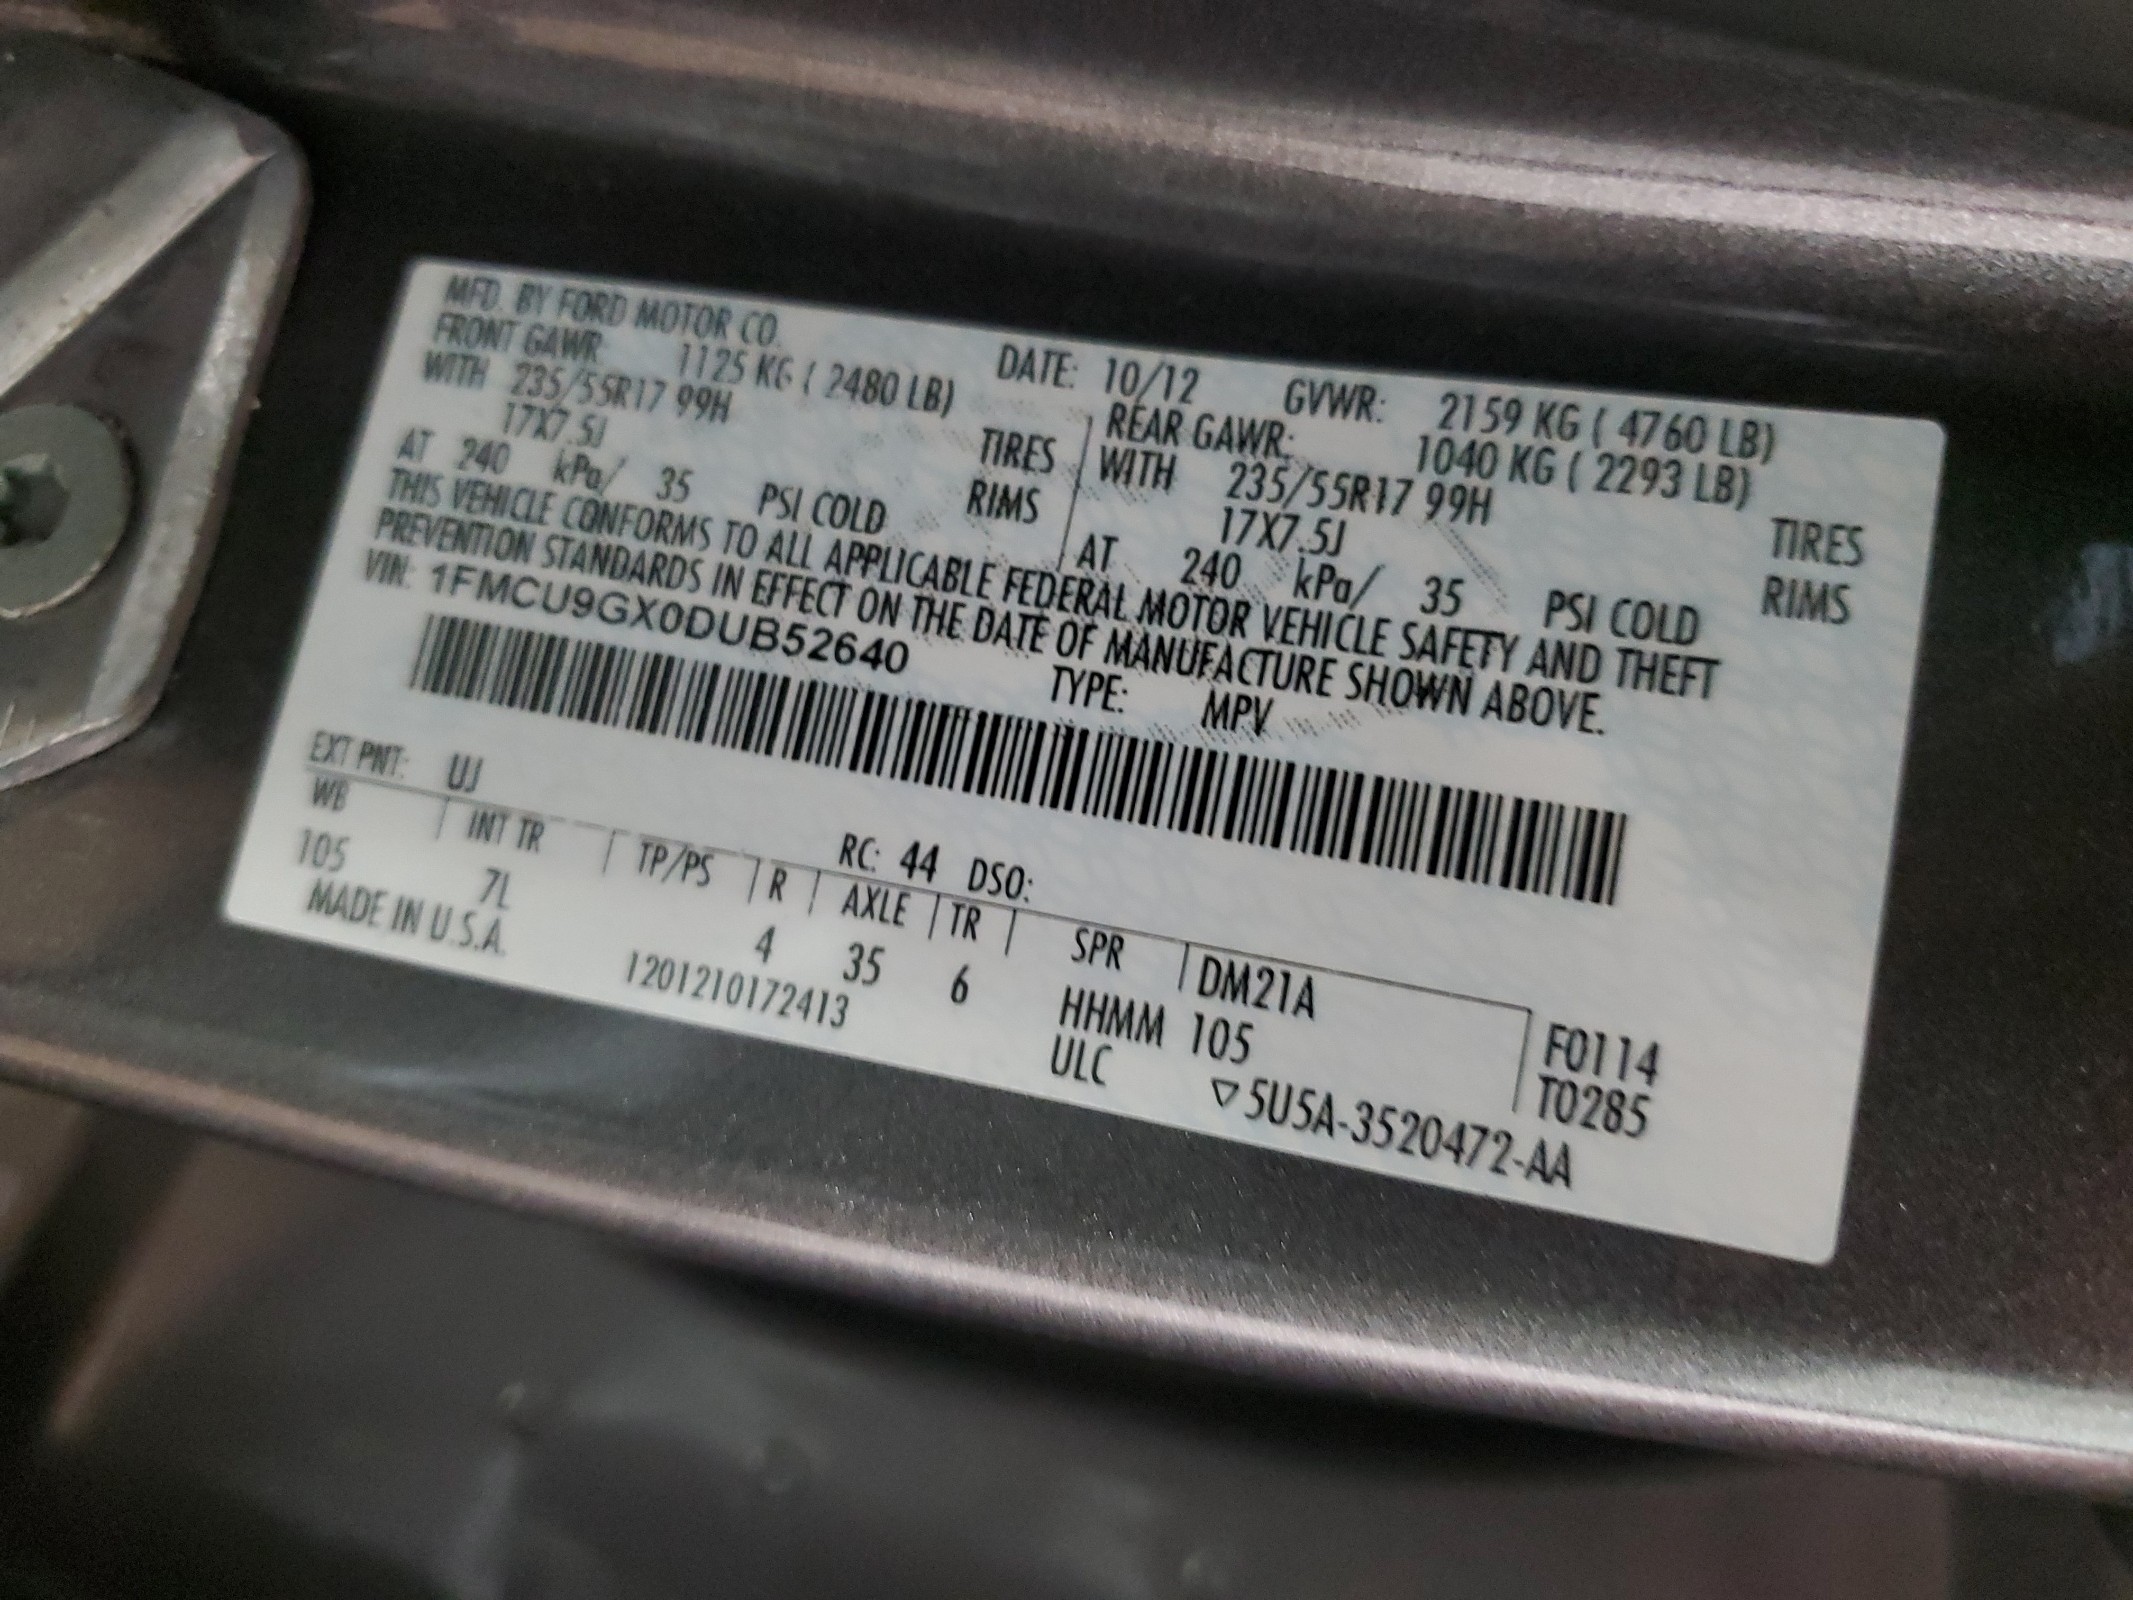 MFD. BY FORD MOTOR CO.
DATE: 10/12 GVWR: 2159 KG ( 4760 LB)
FRONT GAWR 1125 KG ( 2480 LB)
REAR GAWR: 1040 KG ( 2293 LB)
WITH 235/55R17 99H TIRES
WITH 235/55R17 99H TIRES
17X7.5J RIMS
17X7.5J RIMS
AT 240 kPa/ 35 PSI COLD
AT 240 kPa/ 35 PSI COLD
THIS VEHICLE CONFORMS TO ALL APPLICABLE FEDERAL MOTOR VEHICLE SAFETY AND THEFT
PREVENTION STANDARDS IN EFFECT ON THE DATE OF MANUFACTURE SHOWN ABOVE.
VIN: 1FMCU9GX0DUB52640
TYPE: MPV
EXT PNT: UJ RC: 44 DSO:
WB INT TR TP/PS R AXLE TR SPR DM21A F0114
105 7L 4 35 6 HHMM 105 T0285
MADE IN U.S.A. 1201210172413 ULC ▽5U5A-3520472-AA